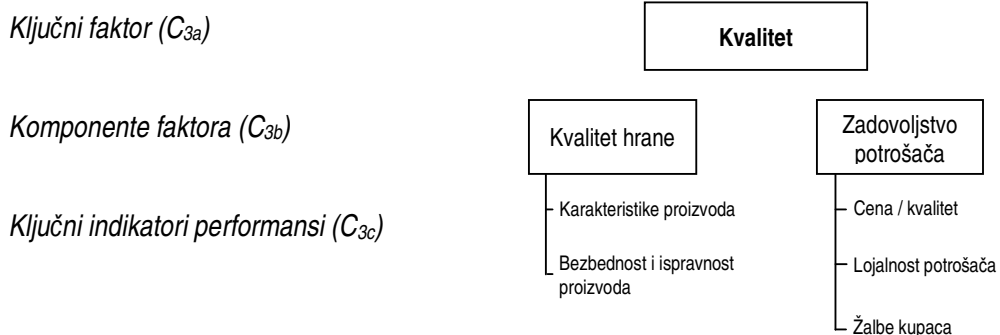 Ključni faktor (C3a)
Kvalitet
Komponente faktora (C3b)
Kvalitet hrane
Zadovoljstvo
potrošača
Ključni indikatori performansi (C3c)
Karakteristike proizvoda
Bezbednost i ispravnost
proizvoda
Cena / kvalitet
Lojalnost potrošača
Žalbe kupaca